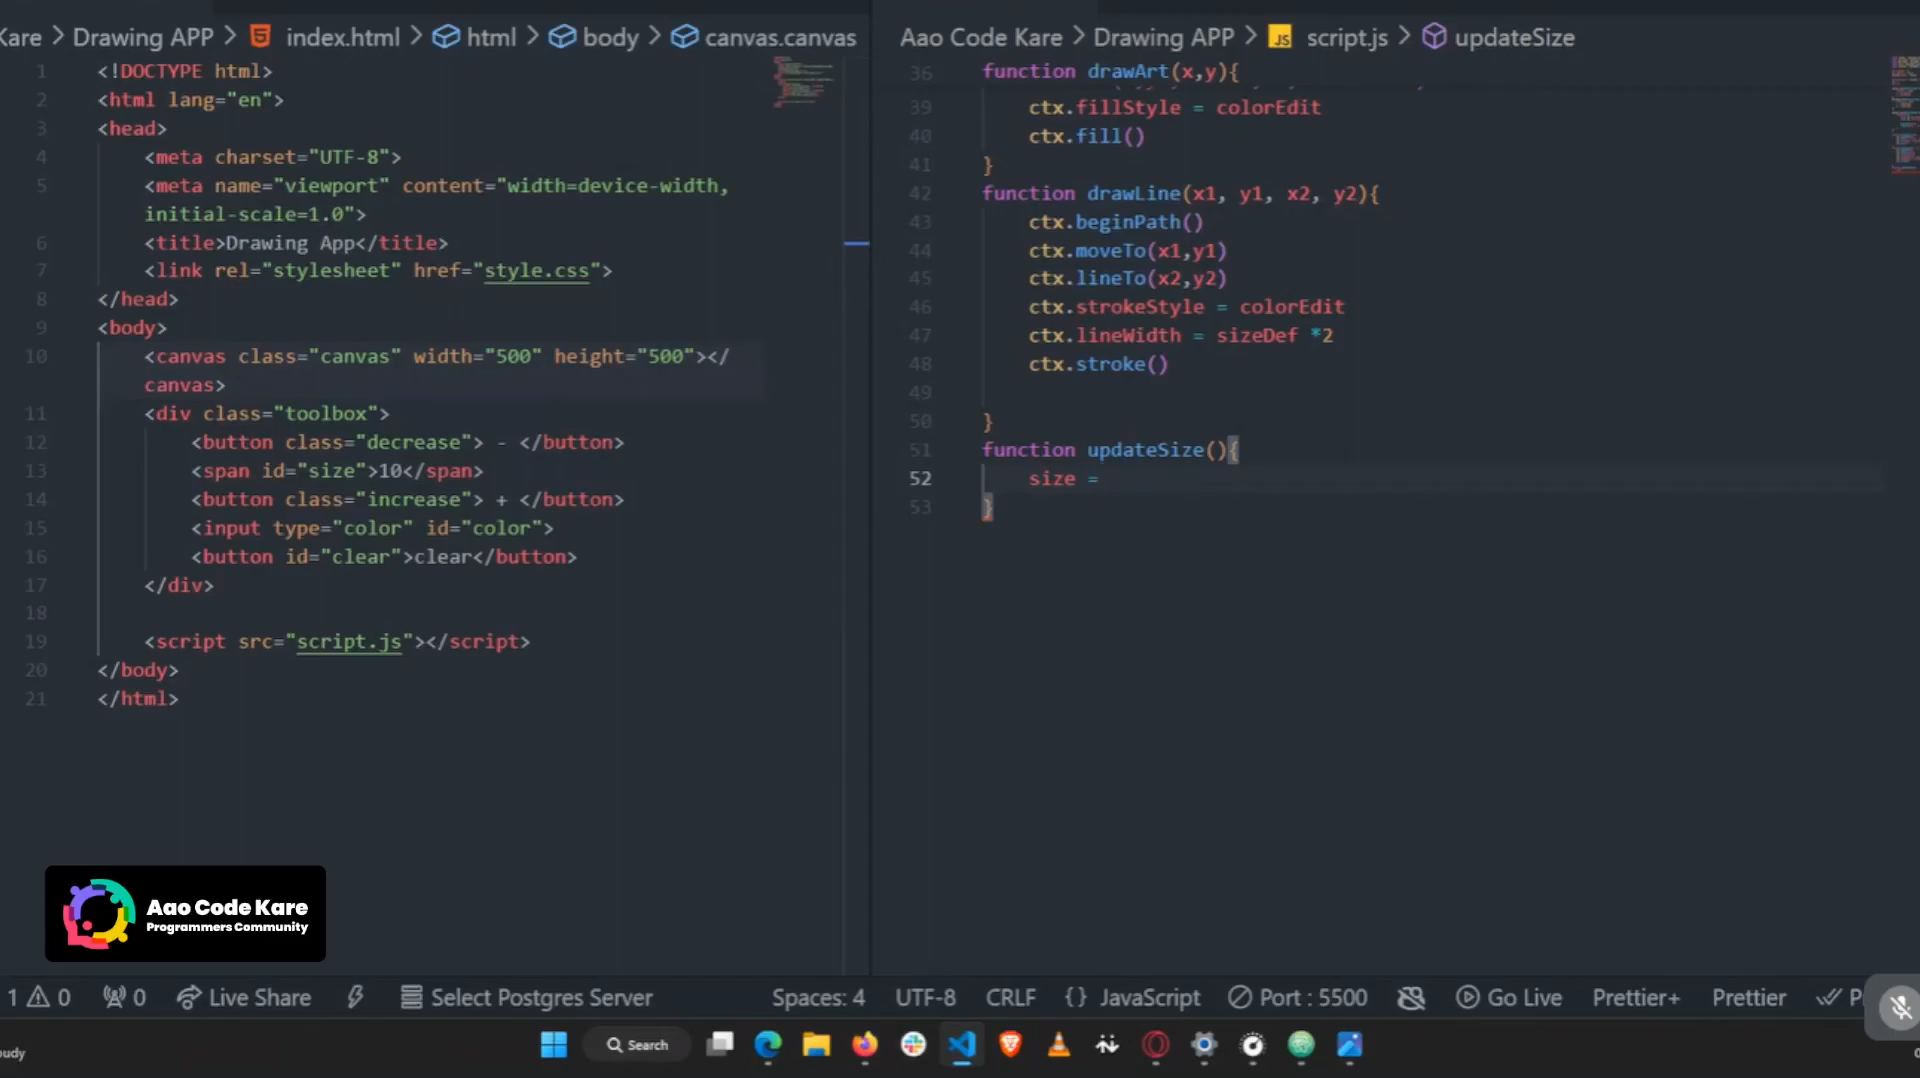 Kare > Drawing APP > index.html > html > body > canvas.canvas
1 <!DOCTYPE html>
2 <html lang="en">
3 <head>
4 <meta charset="UTF-8">
5 <meta name="viewport" content="width=device-width,
initial-scale=1.0">
6 <title>Drawing App</title>
7 <link rel="stylesheet" href="style.css">
8 </head>
9 <body>
10 <canvas class="canvas" width="500" height="500"></
canvas>
11 <div class="toolbox">
12 <button class="decrease"> - </button>
13 <span id="size">10</span>
14 <button class="increase"> + </button>
15 <input type="color" id="color">
16 <button id="clear">clear</button>
17 </div>
18
19 <script src="script.js"></script>
20 </body>
21 </html>
Aao Code Kare > Drawing APP > JS script.js > updateSize
36 function drawArt(x,y){
39 ctx.fillStyle = colorEdit
40 ctx.fill()
41 }
42 function drawLine(x1, y1, x2, y2){
43 ctx.beginPath()
44 ctx.moveTo(x1,y1)
45 ctx.lineTo(x2,y2)
46 ctx.strokeStyle = colorEdit
47 ctx.lineWidth = sizeDef *2
48 ctx.stroke()
49
50 }
51 function updateSize(){
52 size =
53 }
Aao Code Kare
Programmers Community
1 0 0 Live Share Select Postgres Server Spaces: 4 UTF-8 CRLF {} JavaScript Port : 5500 Go Live Prettier+ Prettier
Search